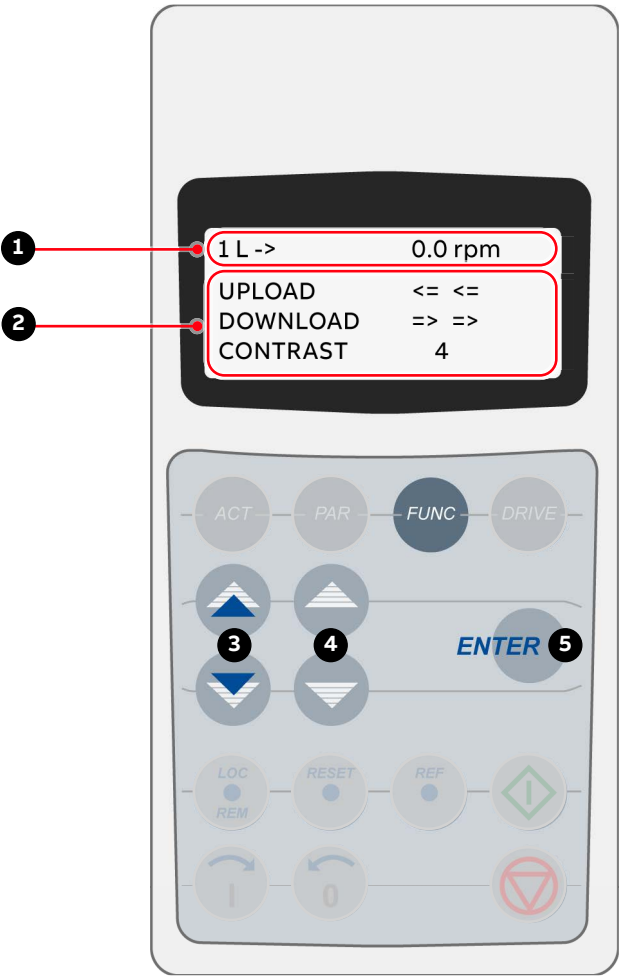 1
1 L -> 0.0 rpm
2
UPLOAD <= <=
DOWNLOAD => =>
CONTRAST 4
ACT PAR FUNC DRIVE
3 4 ENTER 5
LOC RESET REF
REM
I
I 0